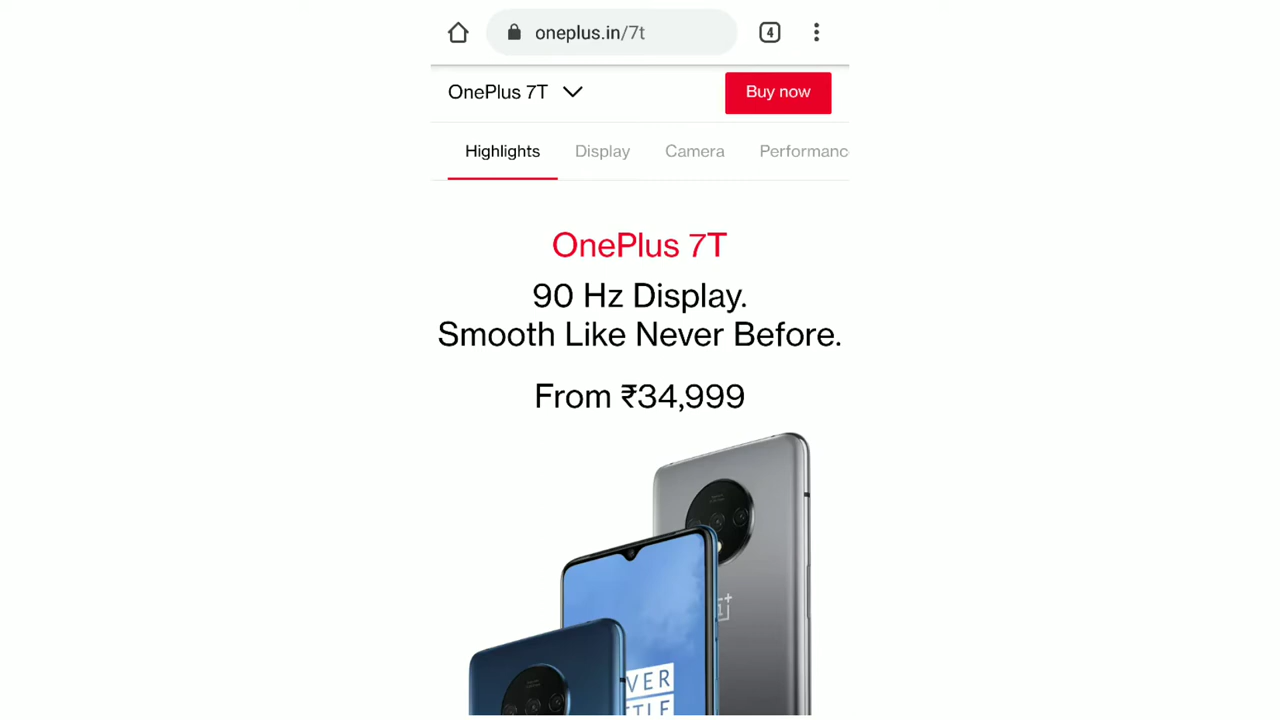 oneplus.in/7t
4
OnePlus 7T
Buy now
Highlights
Display
Camera
Performanc
OnePlus 7T
90 Hz Display.
Smooth Like Never Before.
From ₹34,999
VER
TTLE